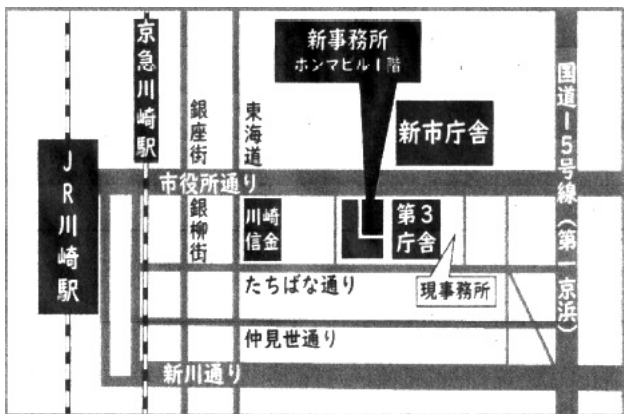 新事務所
ホンマビル1階
京急川崎駅
銀座街
東海道
新市庁舎
国道15号線（第一京浜）
JR川崎駅
市役所通り
銀柳街
川崎
信金
第3
庁舎
たちばな通り
現事務所
仲見世通り
新川通り